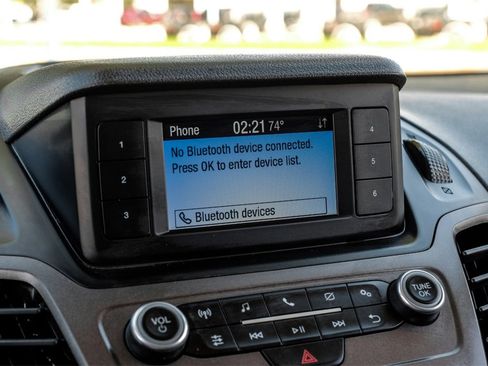 Phone 02:21 74°
1
4
No Bluetooth device connected.
Press OK to enter device list.
2
5
3
6
Bluetooth devices
VOL
TUNE
OK